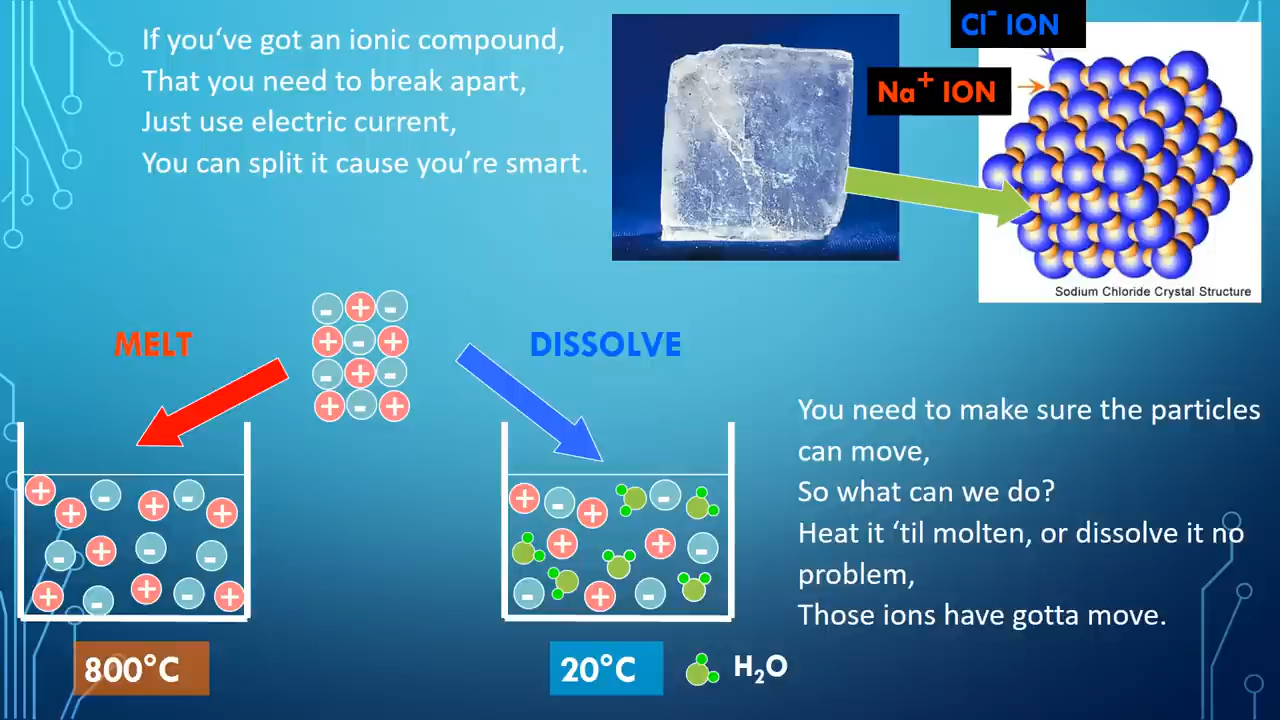 If you‘ve got an ionic compound,
That you need to break apart,
Just use electric current,
You can split it cause you’re smart.
Cl⁻ ION
Na⁺ ION
Sodium Chloride Crystal Structure
- + -
+ - +
- + -
+ - +
MELT
DISSOLVE
You need to make sure the particles
can move,
So what can we do?
Heat it ‘til molten, or dissolve it no
problem,
Those ions have gotta move.
+ + - + - +
- + - -
+ - + - +
+ - + -
+ + -
- + -
800°C
20°C
H₂O